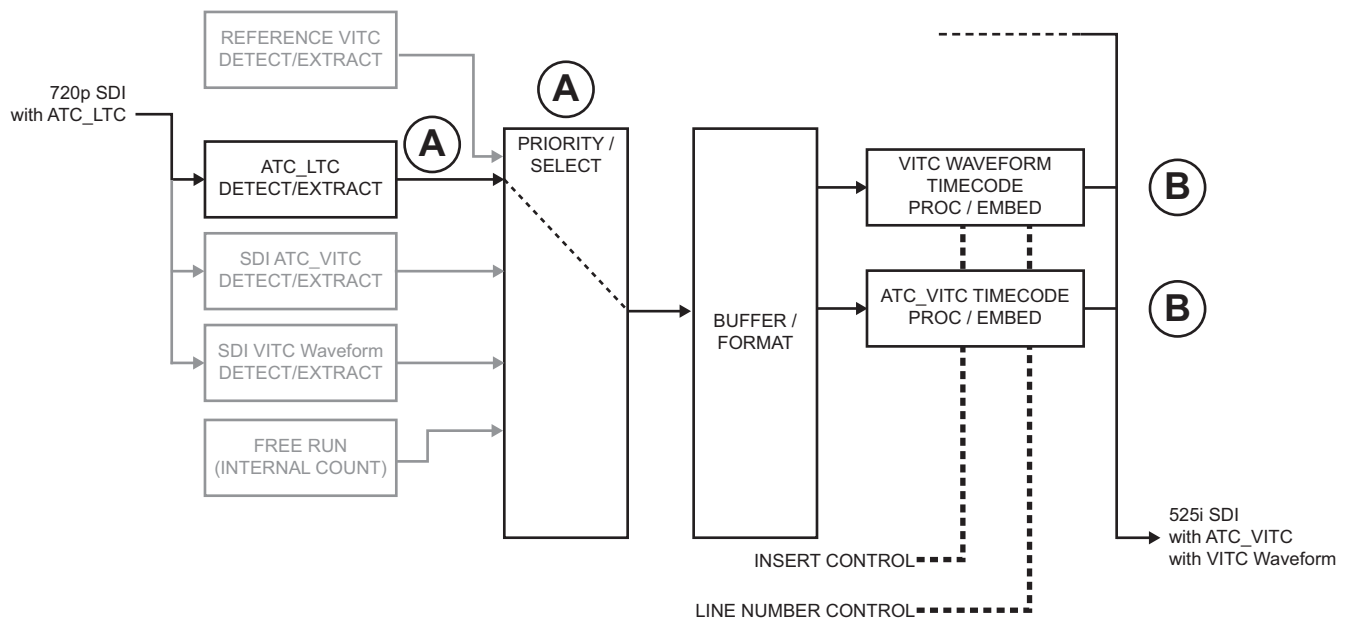 REFERENCE VITC
DETECT/EXTRACT
720p SDI
with ATC_LTC
A
A
ATC_LTC
DETECT/EXTRACT
SDI ATC_VITC
DETECT/EXTRACT
SDI VITC Waveform
DETECT/EXTRACT
FREE RUN
(INTERNAL COUNT)
PRIORITY /
SELECT
BUFFER /
FORMAT
VITC WAVEFORM
TIMECODE
PROC / EMBED
B
ATC_VITC TIMECODE
PROC / EMBED
B
INSERT CONTROL
LINE NUMBER CONTROL
525i SDI
with ATC_VITC
with VITC Waveform